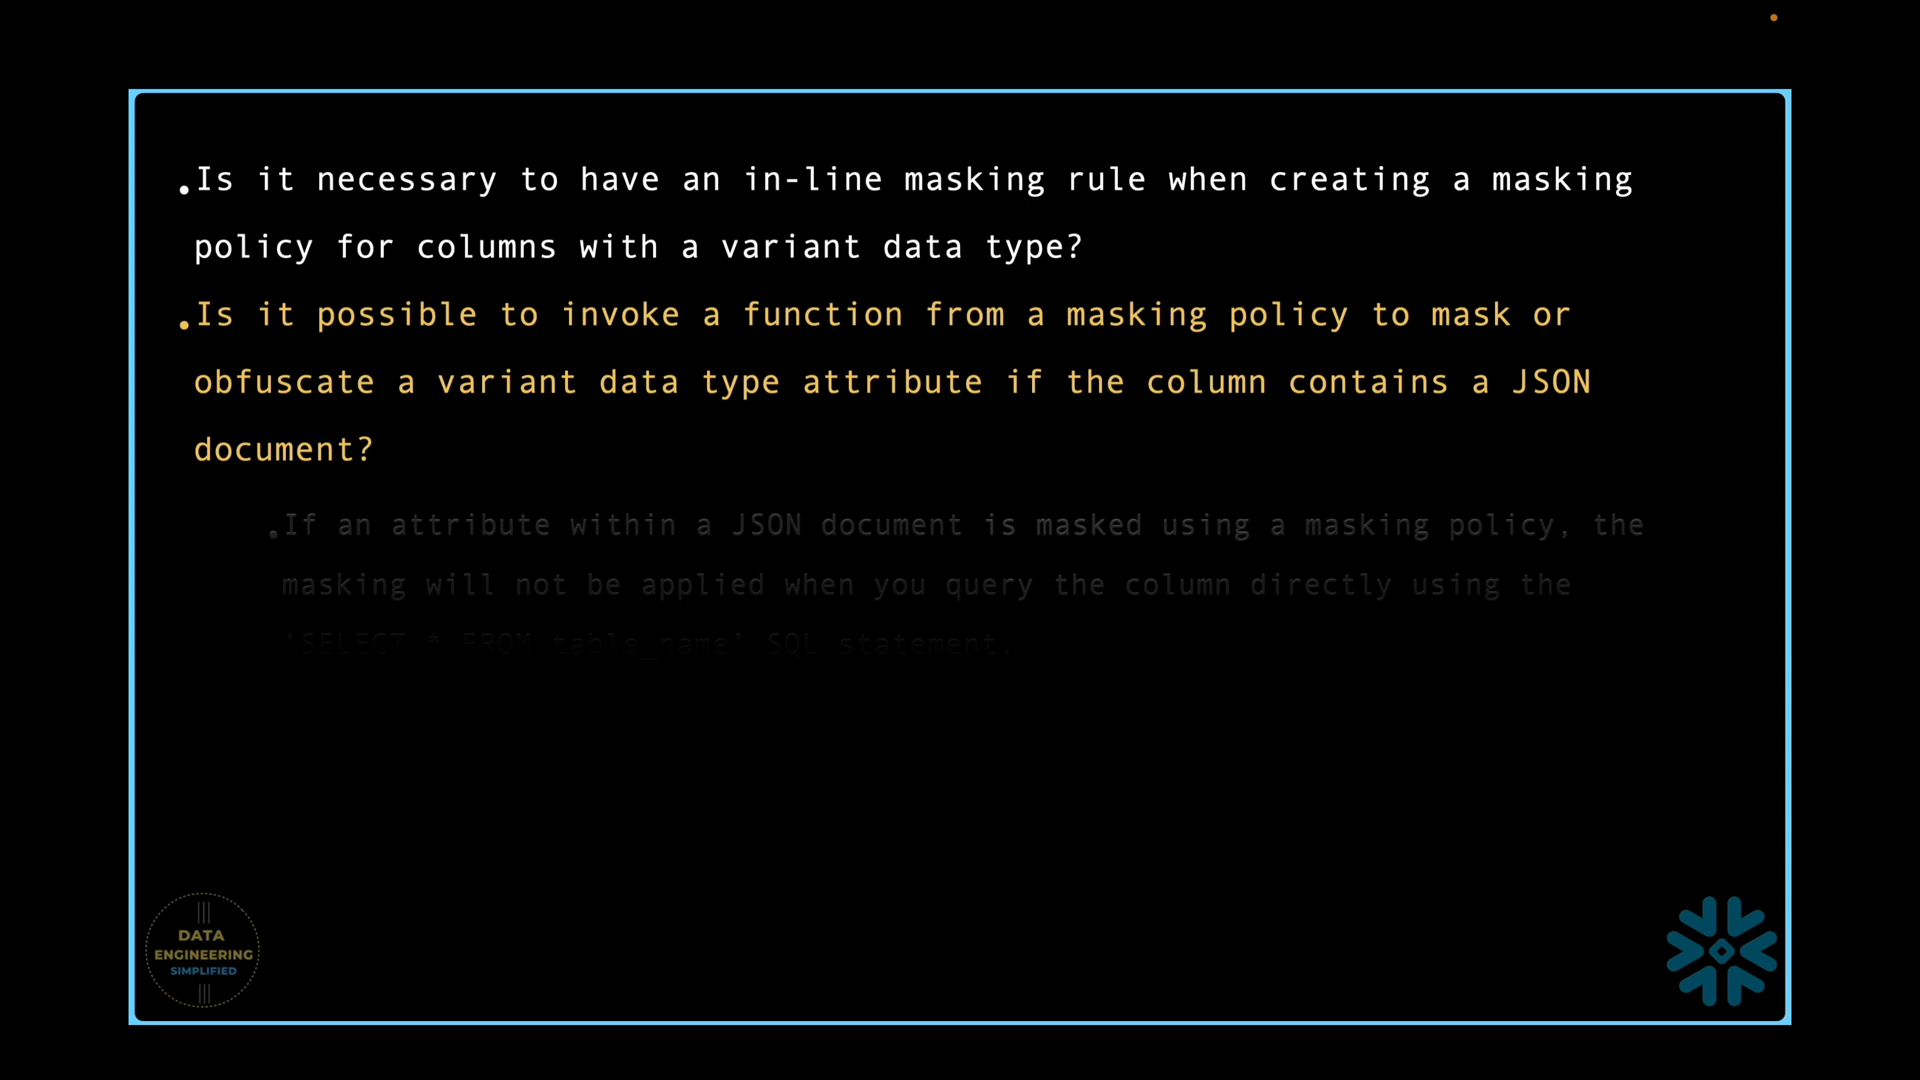 .Is it necessary to have an in-line masking rule when creating a masking
policy for columns with a variant data type?
.Is it possible to invoke a function from a masking policy to mask or
obfuscate a variant data type attribute if the column contains a JSON
document?
.If an attribute within a JSON document is masked using a masking policy, the
masking will not be applied when you query the column directly using the
‘SELECT * FROM table_name’ SQL statement.
DATA
ENGINEERING
SIMPLIFIED